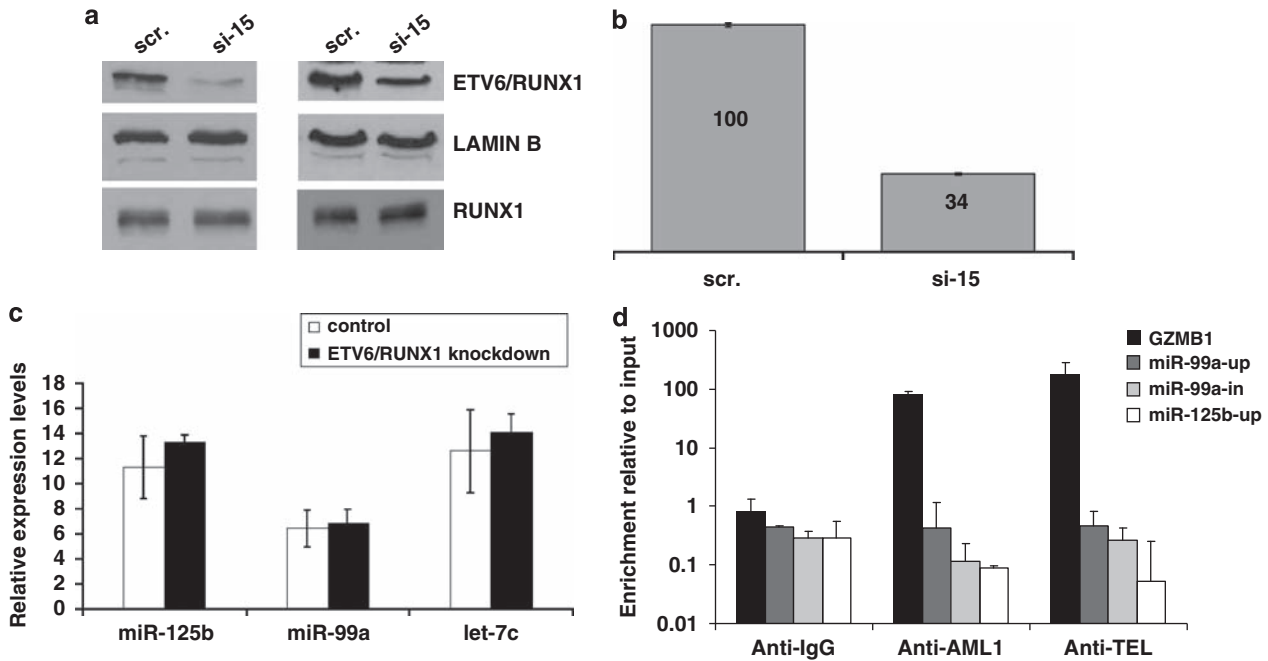 a
scr. si-15 scr. si-15
ETV6/RUNX1
LAMIN B
RUNX1
b
100
34
scr. si-15
c
control
ETV6/RUNX1 knockdown
Relative expression levels
18
16
14
12
10
8
6
4
2
0
miR-125b miR-99a let-7c
d
Enrichment relative to input
1000
100
10
1
0.1
0.01
GZMB1
miR-99a-up
miR-99a-in
miR-125b-up
Anti-IgG Anti-AML1 Anti-TEL